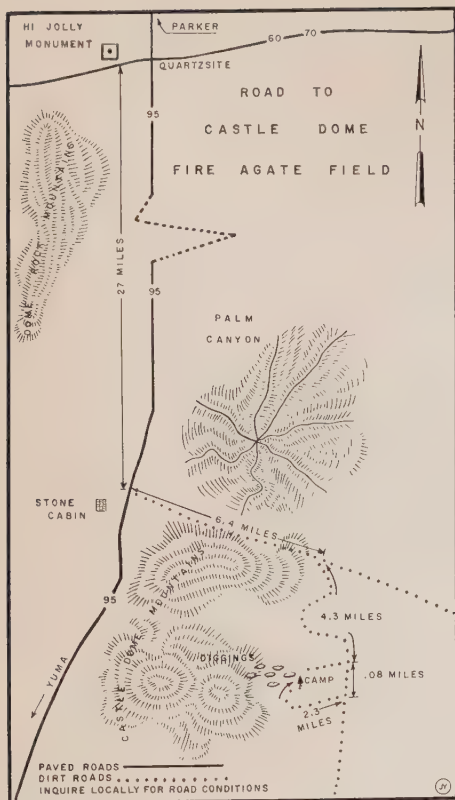 HI JOLLY
MONUMENT
PARKER
60 70
QUARTZSITE
ROAD TO
CASTLE DOME
FIRE AGATE FIELD
N
95
DOME ROCK MOUNTAINS
27 MILES
95
PALM
CANYON
STONE
CABIN
6.4 MILES
95
CASTLE DOME MOUNTAINS
4.3 MILES
DIGGINGS
CAMP
.08 MILES
2.3
MILES
YUMA
PAVED ROADS
DIRT ROADS
INQUIRE LOCALLY FOR ROAD CONDITIONS